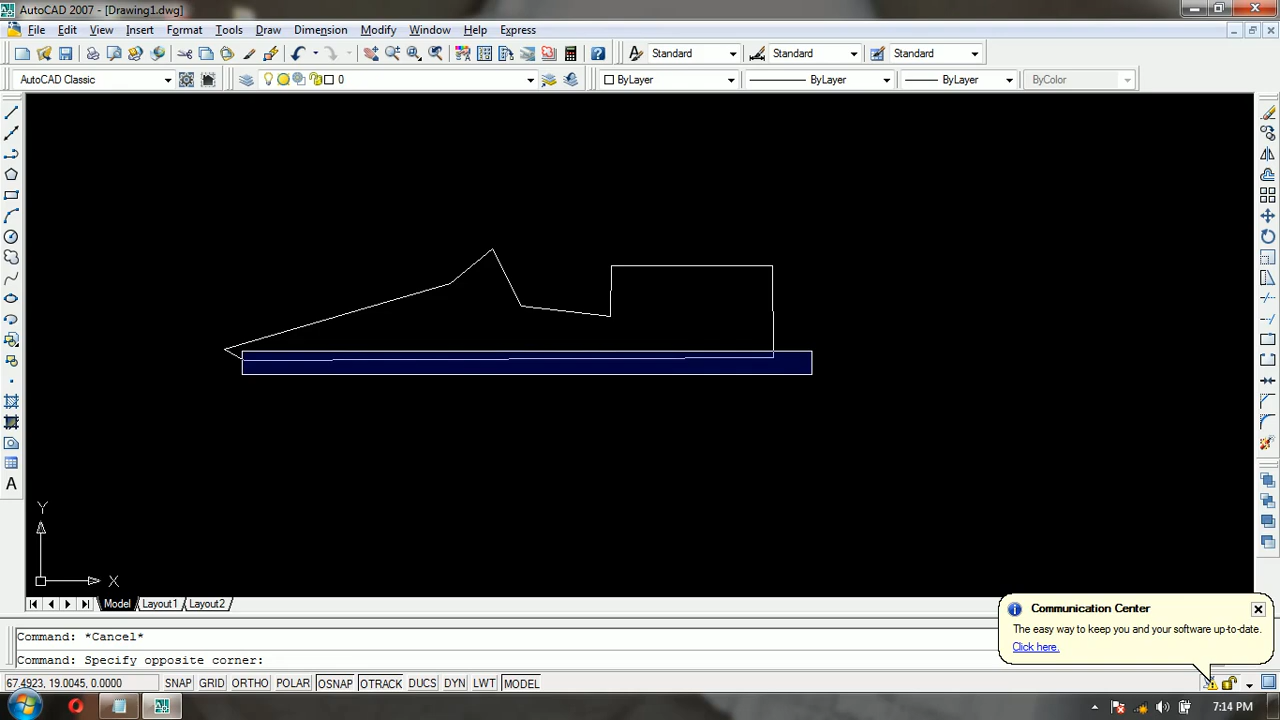 AutoCAD 2007 - [Drawing1.dwg]
File Edit View Insert Format Tools Draw Dimension Modify Window Help Express
Standard Standard Standard
AutoCAD Classic 0 ByLayer ByLayer ByLayer ByColor
A
Y
X
Model Layout1 Layout2
Communication Center
The easy way to keep you and your software up-to-date.
Click here.
Command: *Cancel*
Command: Specify opposite corner:
67.4923, 19.0045, 0.0000 SNAP GRID ORTHO POLAR OSNAP OTRACK DUCS DYN LWT MODEL
7:14 PM